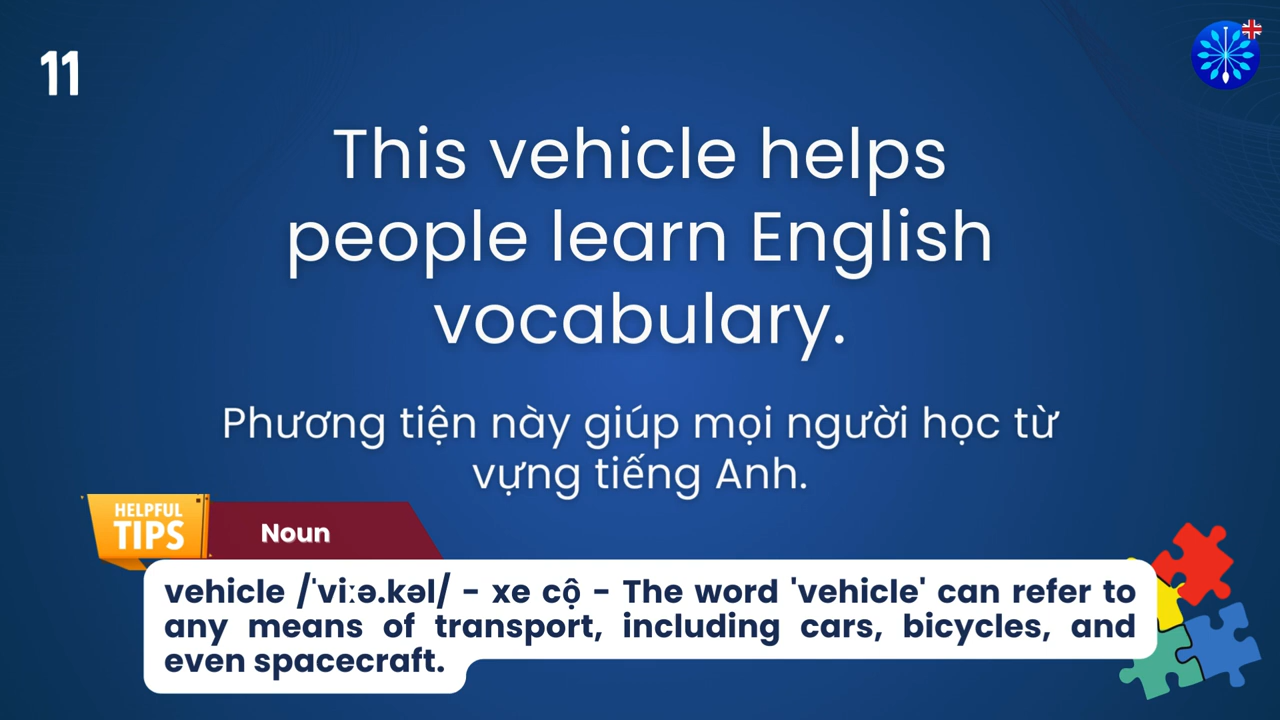 11
This vehicle helps
people learn English
vocabulary.
Phương tiện này giúp mọi người học từ
vựng tiếng Anh.
HELPFUL
TIPS
Noun
vehicle /ˈviːə.kəl/ - xe cộ - The word 'vehicle' can refer to
any means of transport, including cars, bicycles, and
even spacecraft.